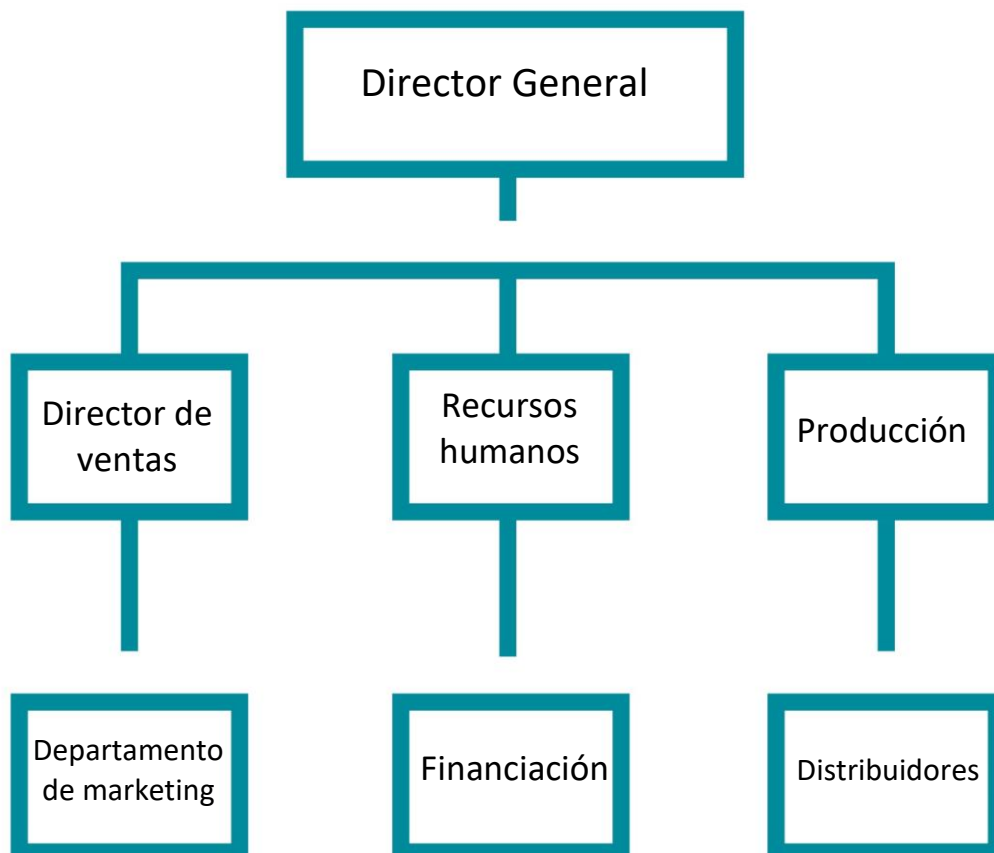 Director General
Director de
ventas
Recursos
humanos
Producción
Departamento
de marketing
Financiación
Distribuidores